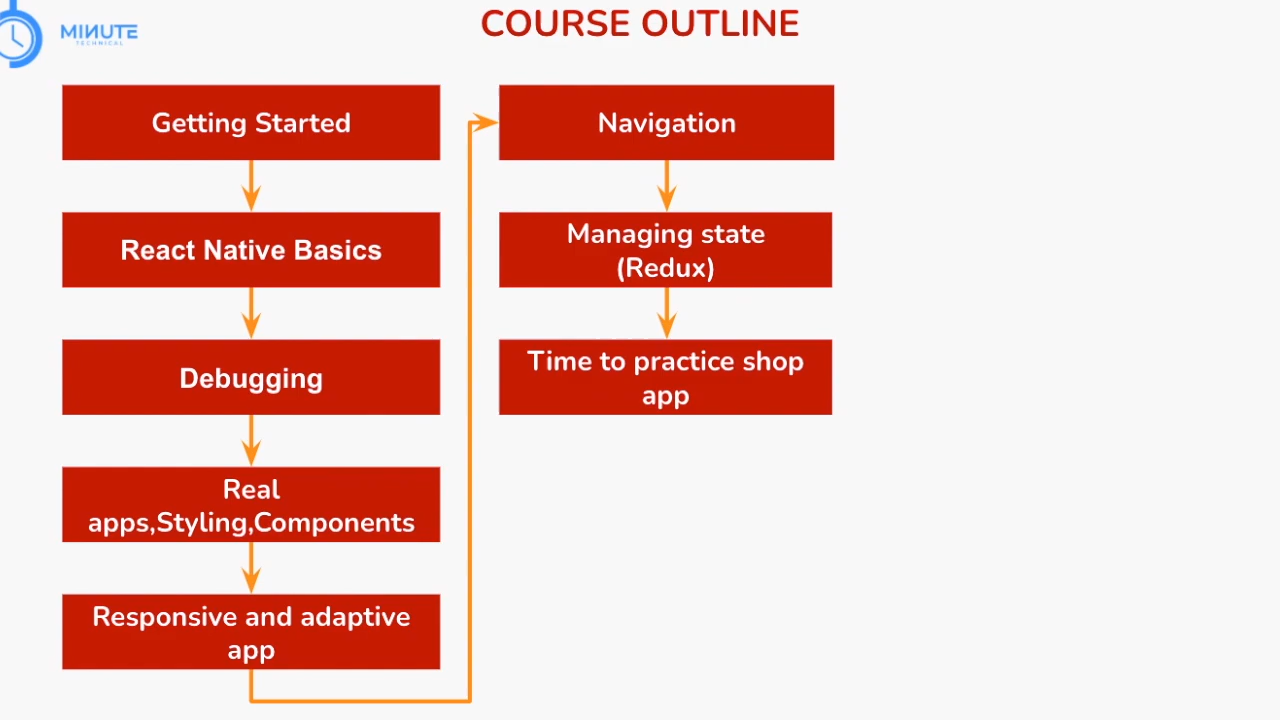 MINUTE
TECHNICAL
COURSE OUTLINE
Getting Started
React Native Basics
Debugging
Real
apps,Styling,Components
Responsive and adaptive
app
Navigation
Managing state
(Redux)
Time to practice shop
app